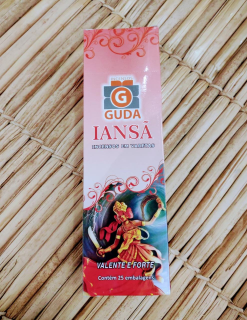 G
GUDA
IANSÃ
INCENSOS EM VARETAS
VALENTE E FORTE
Contém 25 embalagens